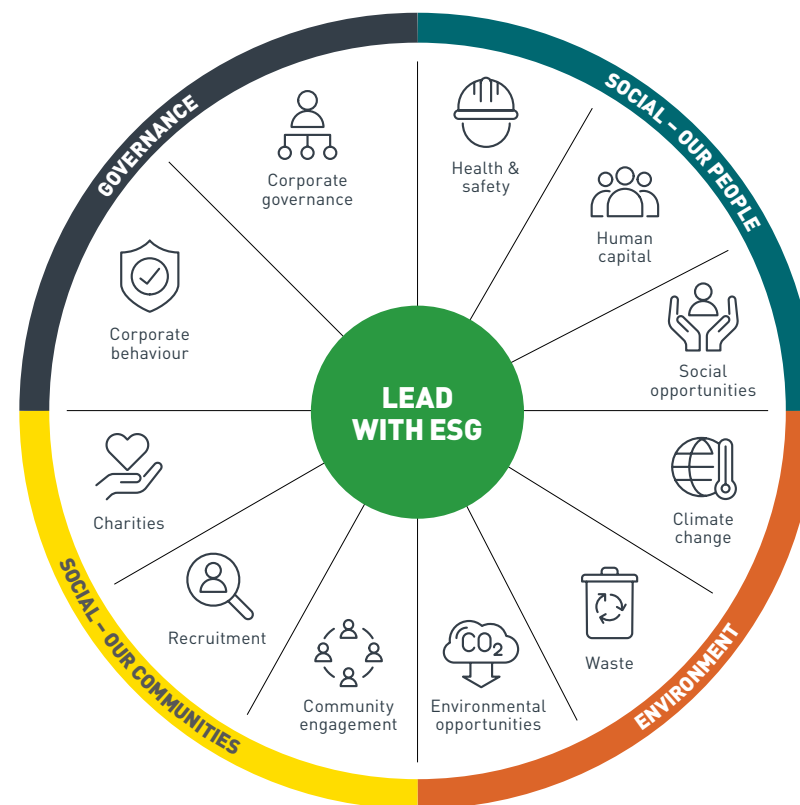 GOVERNANCE
SOCIAL – OUR PEOPLE
Corporate
governance
Health &
safety
Human
capital
Corporate
behaviour
Social
opportunities
LEAD
WITH ESG
Charities
Climate
change
Recruitment
Waste
CO₂
Community
engagement
Environmental
opportunities
SOCIAL – OUR COMMUNITIES
ENVIRONMENT